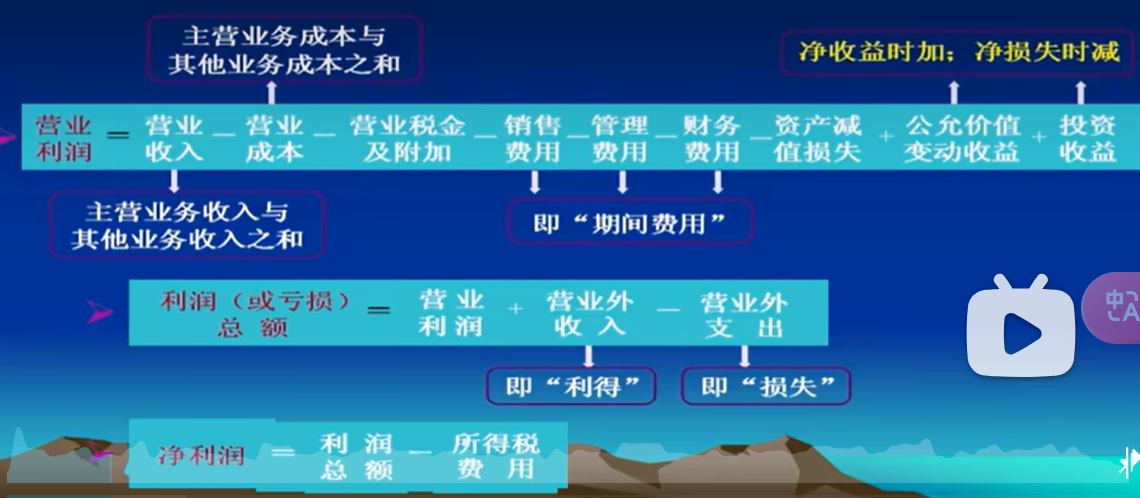 主营业务成本与
其他业务成本之和
净收益时加；净损失时减
营业利润 = 营业收入 — 营业成本 — 营业税金及附加 — 销售费用 — 管理费用 — 财务费用 — 资产减值损失 + 公允价值变动收益 + 投资收益
主营业务收入与
其他业务收入之和
即“期间费用”
利润（或亏损）总额 = 营业利润 + 营业外收入 — 营业外支出
即“利得”
即“损失”
净利润 = 利润总额 — 所得税费用
中A